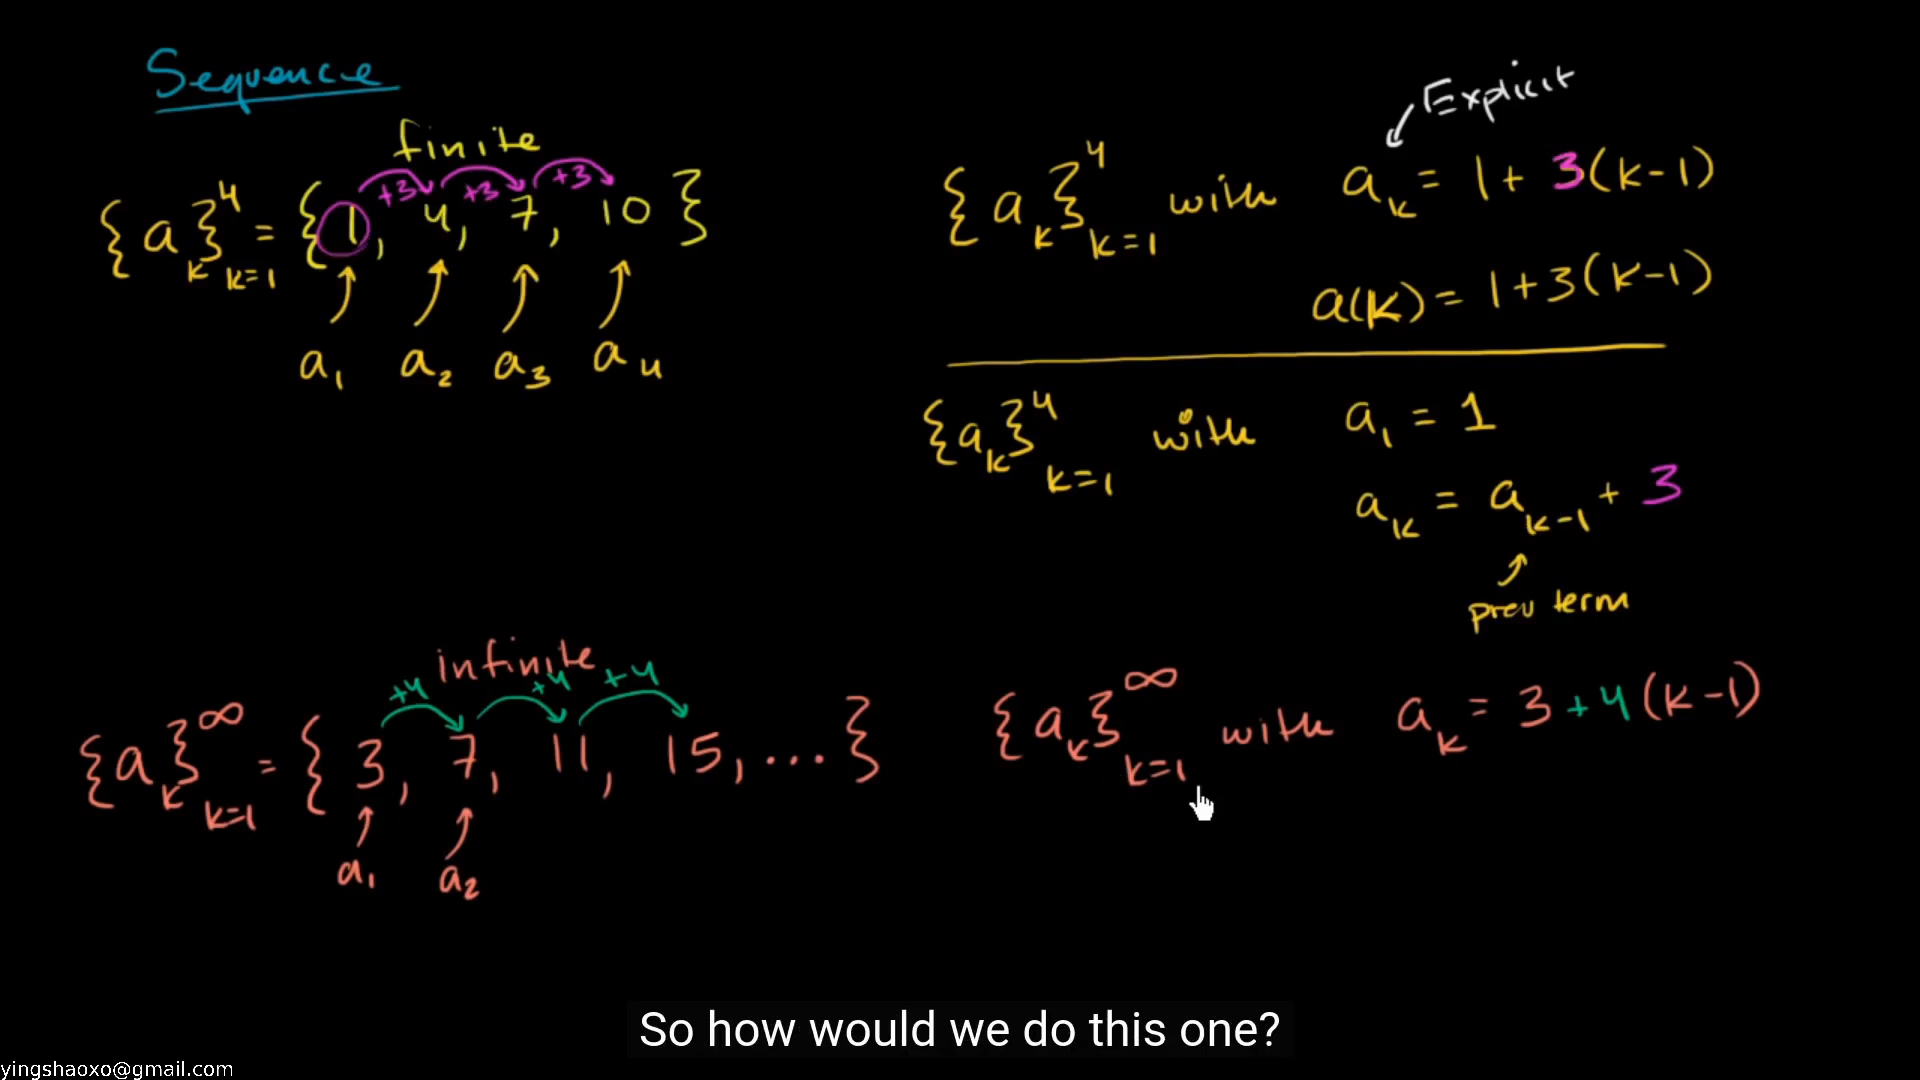 Sequence
finite
+3 +3 +3
{a_k}^4_{k=1} = {1, 4, 7, 10}
a_1 a_2 a_3 a_4
Explicit
{a_k}^4_{k=1} with a_k = 1 + 3(k-1)
a(k) = 1 + 3(k-1)
{a_k}^4_{k=1} with a_1 = 1
a_k = a_{k-1} + 3
prev term
infinite
+4 +4 +4
{a_k}^∞_{k=1} = {3, 7, 11, 15, ...}
a_1 a_2
{a_k}^∞_{k=1} with a_k = 3 + 4(k-1)
So how would we do this one?
yingshaoxo@gmail.com